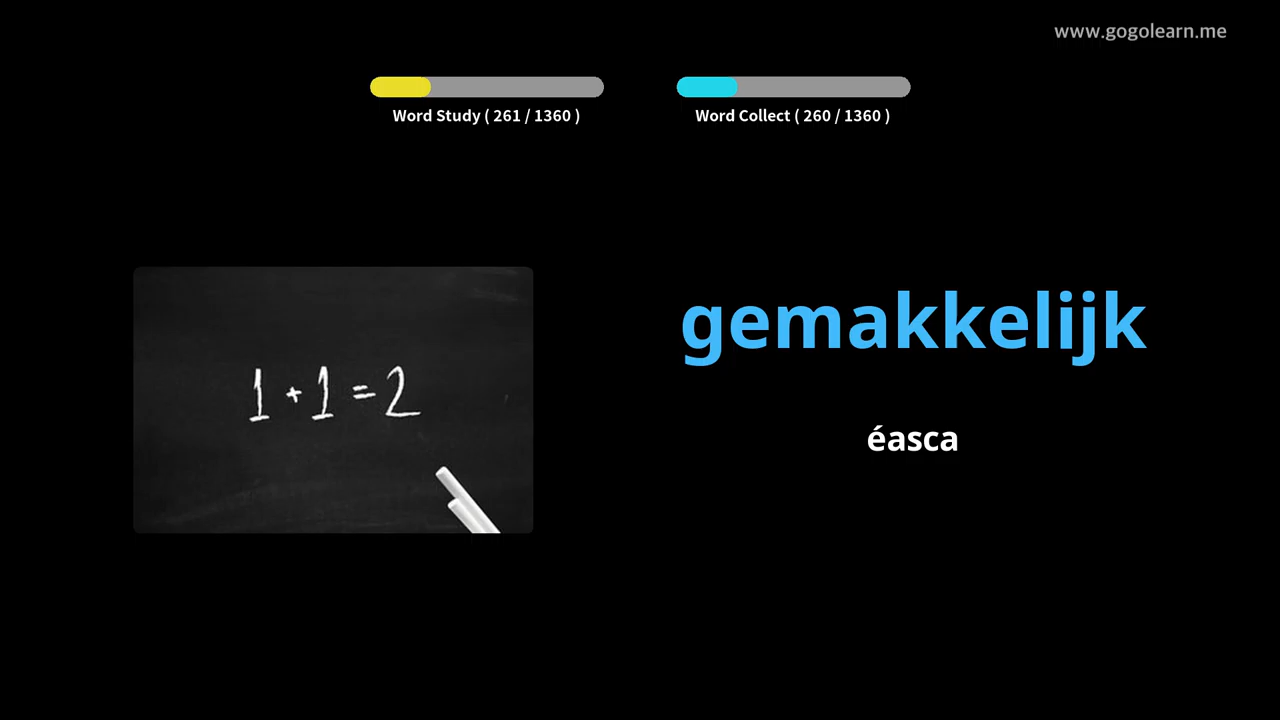 www.gogolearn.me
Word Study ( 261 / 1360 )
Word Collect ( 260 / 1360 )
1 + 1 = 2
gemakkelijk
éasca